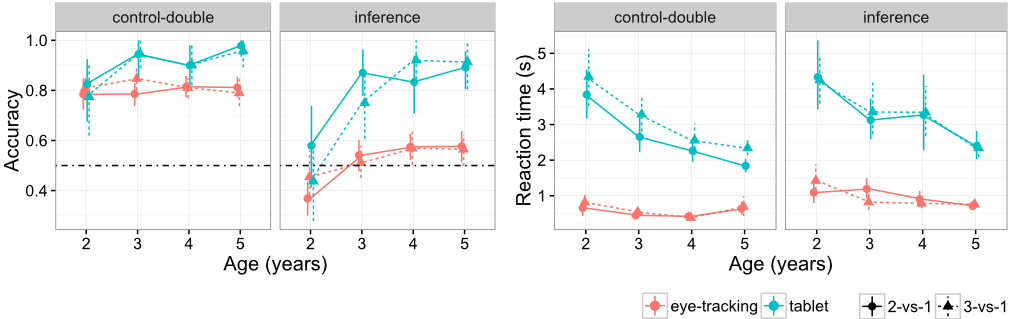 control-double inference
control-double inference
Accuracy
1.0
0.8
0.6
0.4
2 3 4 5
2 3 4 5
Age (years)
Reaction time (s)
5
4
3
2
1
2 3 4 5
2 3 4 5
Age (years)
eye-tracking tablet
2-vs-1 3-vs-1